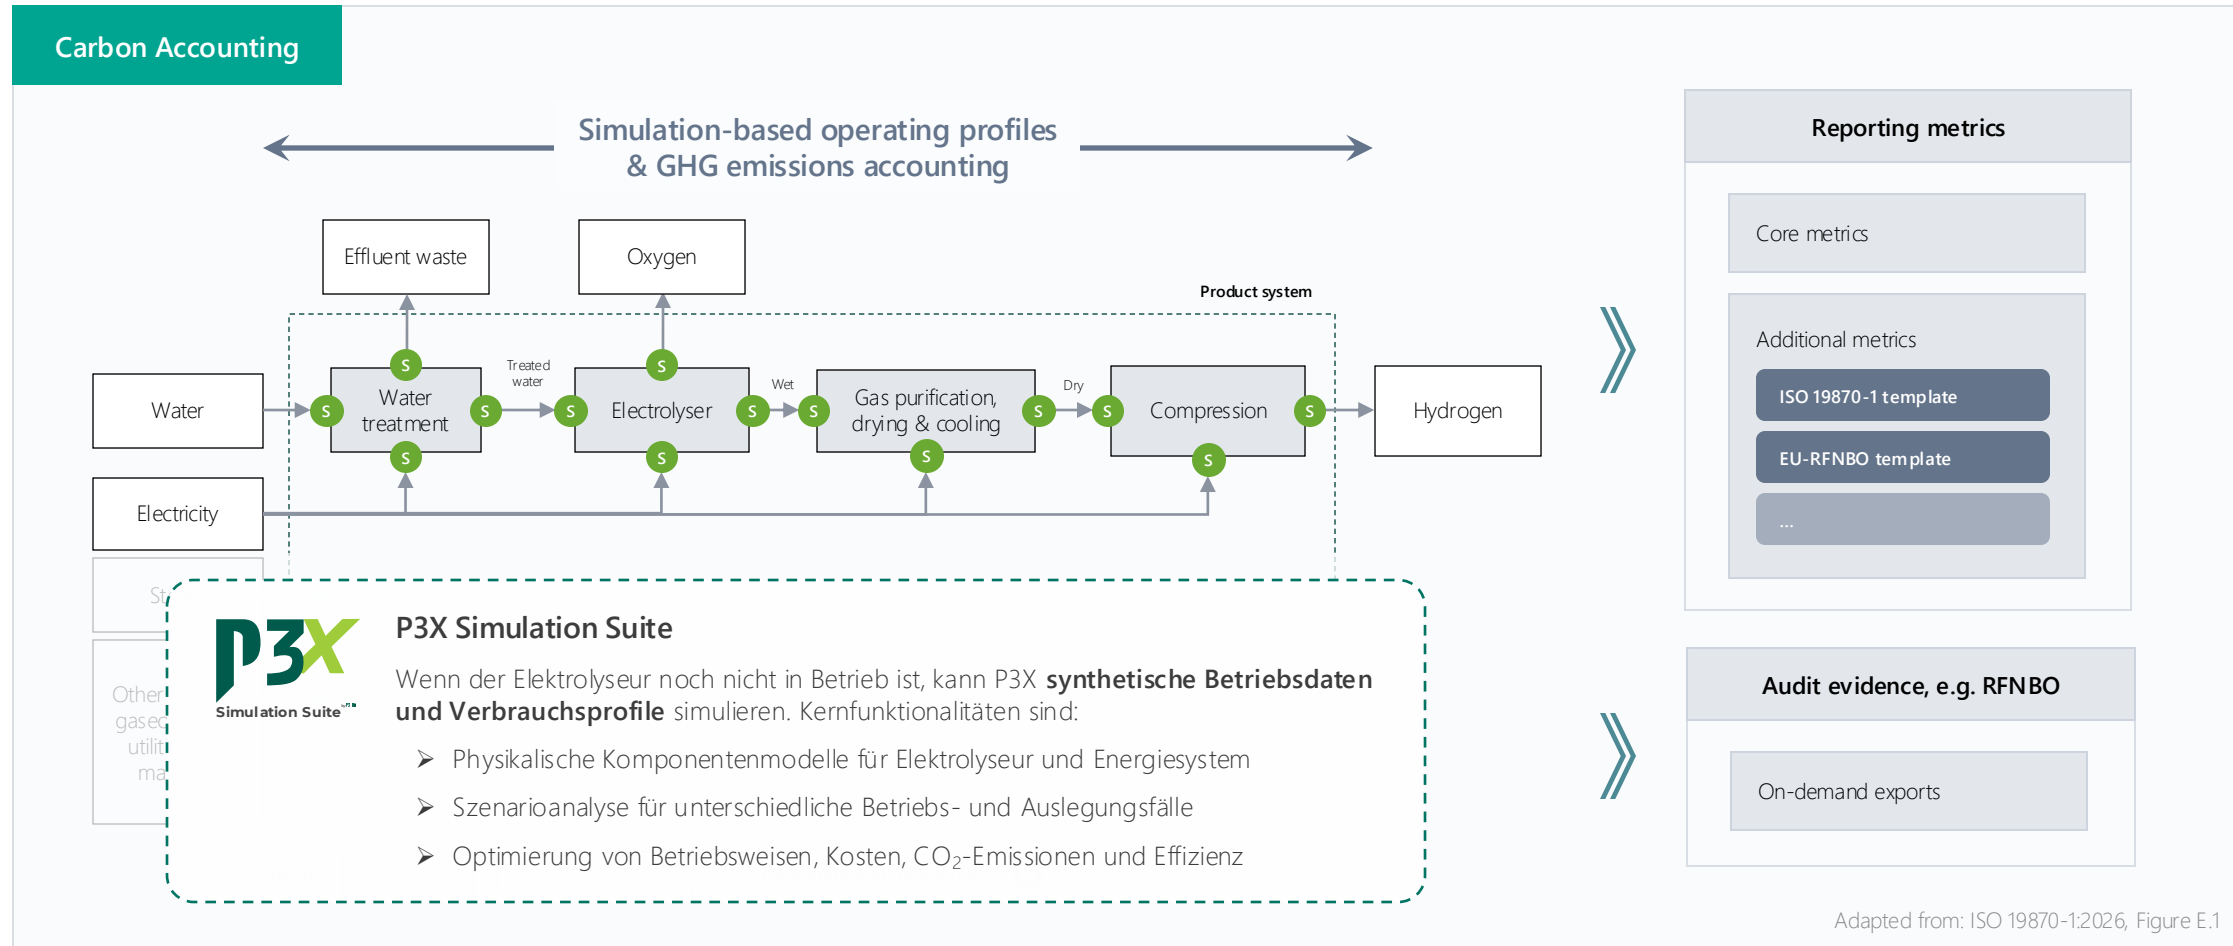 Carbon Accounting
Simulation-based operating profiles
& GHG emissions accounting
Effluent waste
Oxygen
Product system
Water
S
S
Water
treatment
S
S
Treated
water
S
S
Electrolyser
S
S
Wet
S
Gas purification,
drying & cooling
S
S
Dry
S
Compression
S
S
Hydrogen
Electricity
St
Other
utilit
ma
P3X
Simulation Suite
P3X Simulation Suite
Wenn der Elektrolyseur noch nicht in Betrieb ist, kann P3X synthetische Betriebsdaten
und Verbrauchsprofile simulieren. Kernfunktionalitäten sind:
➢ Physikalische Komponentenmodelle für Elektrolyseur und Energiesystem
➢ Szenarioanalyse für unterschiedliche Betriebs- und Auslegungsfälle
➢ Optimierung von Betriebsweisen, Kosten, CO₂-Emissionen und Effizienz
Reporting metrics
Core metrics
Additional metrics
ISO 19870-1 template
EU-RFNBO template
...
Audit evidence, e.g. RFNBO
On-demand exports
Adapted from: ISO 19870-1:2026, Figure E.1